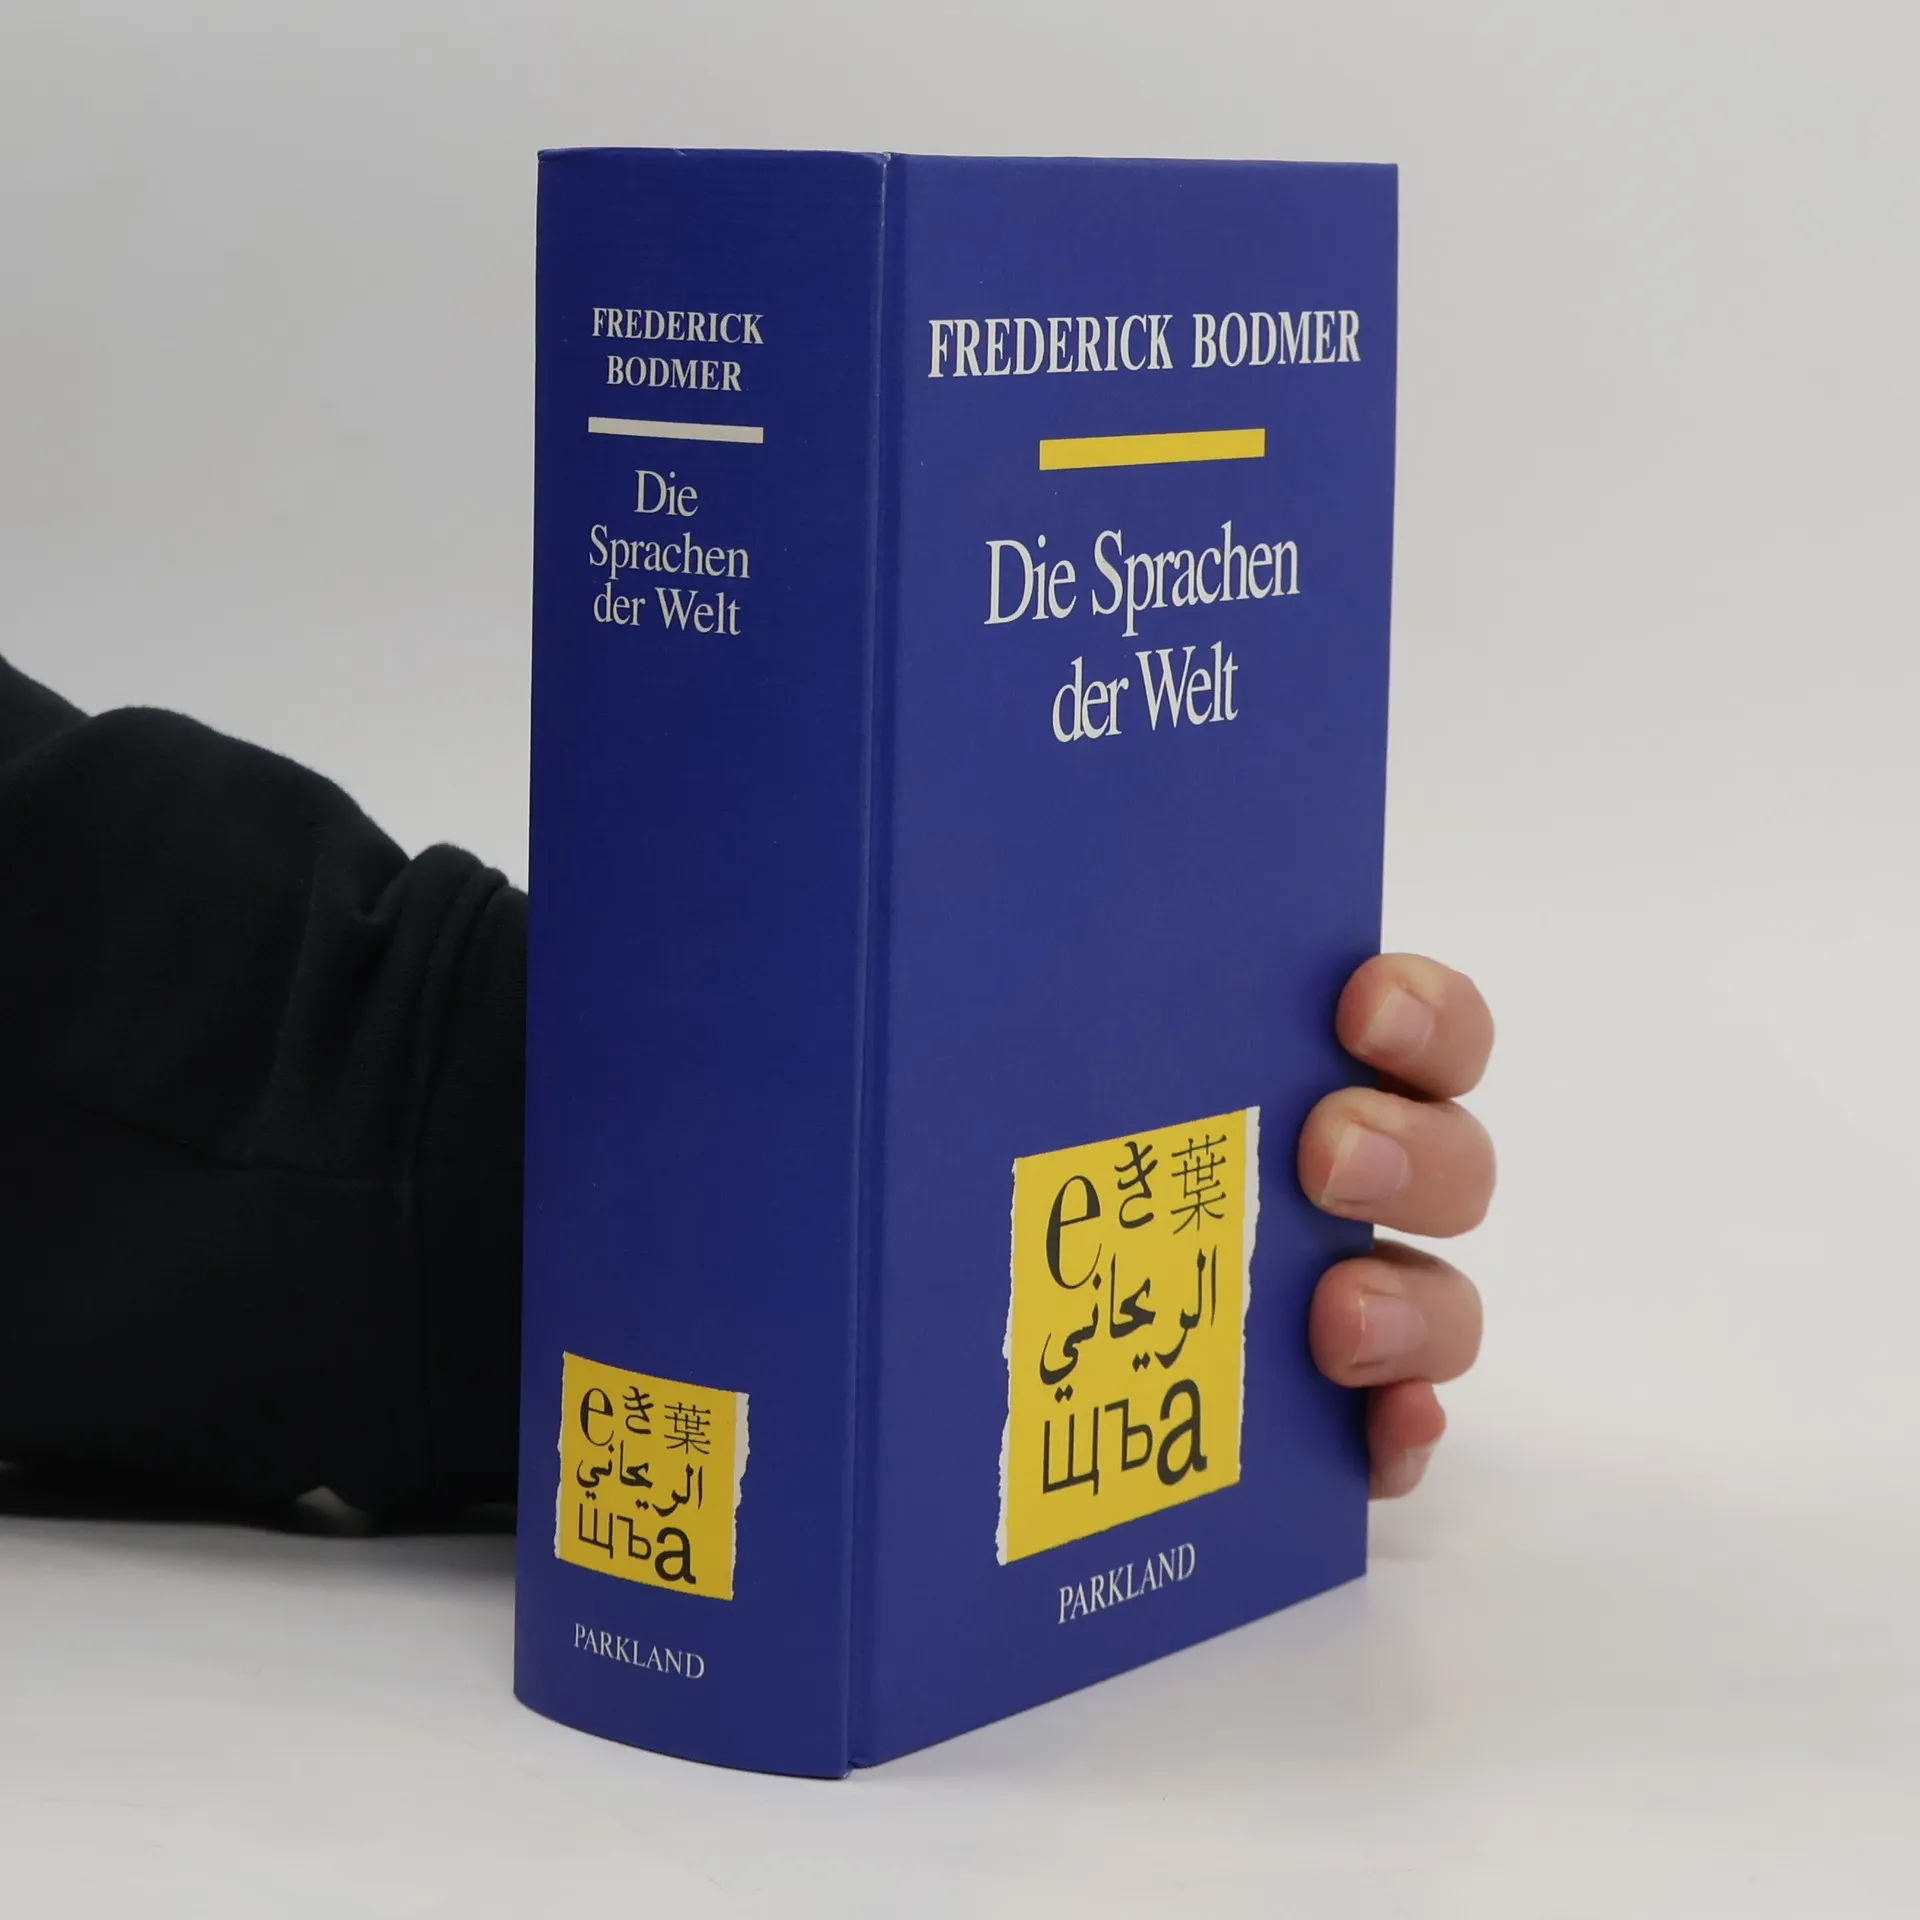 FREDERICK
BODMER
Die
Sprachen
der Welt
e き 葉
الريحاني
щъа
PARKLAND
FREDERICK BODMER
Die Sprachen
der Welt
e き 葉
الريحاني
щъа
PARKLAND